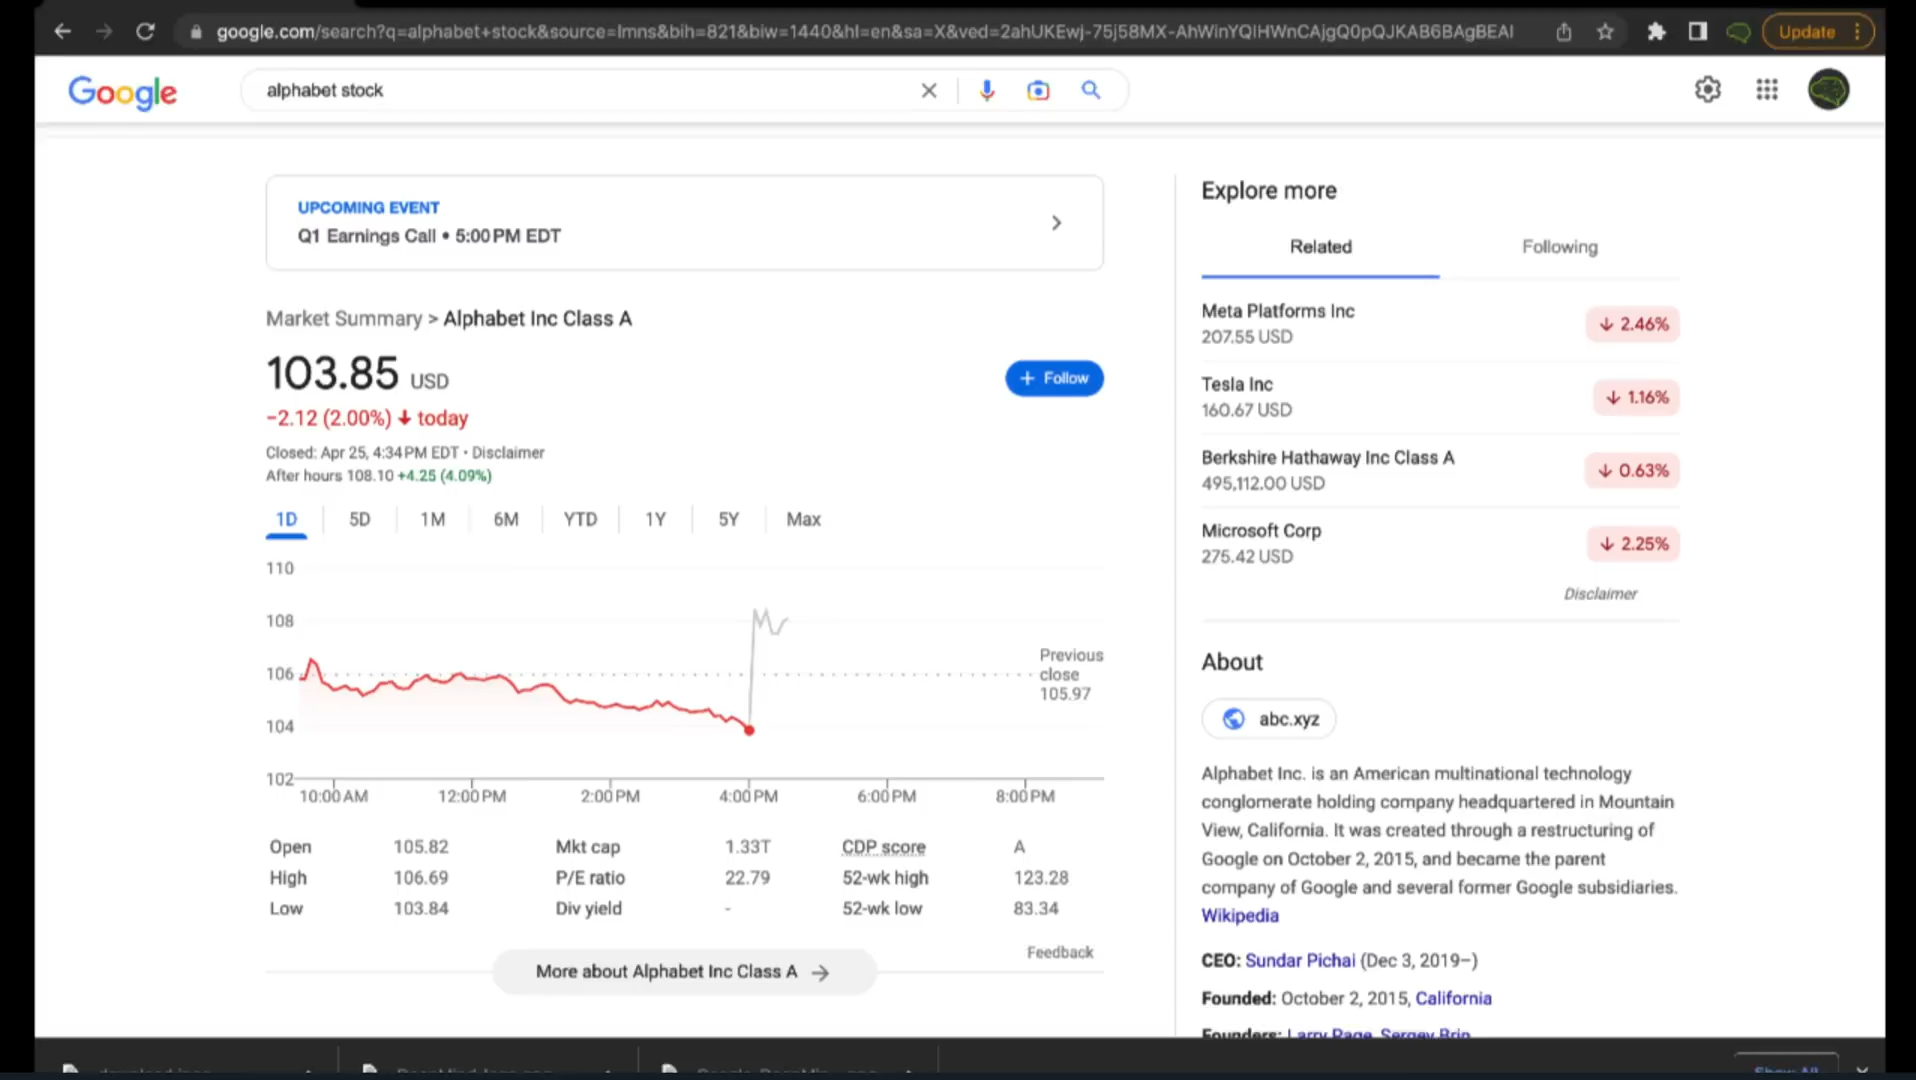 google.com/search?q=alphabet+stock&source=lmns&bih=821&biw=1440&hl=en&sa=X&ved=2ahUKEwj-75j58MX-AhWinYQIHWnCAjgQ0pQJKAB6BAgBEAI
Update
Google
alphabet stock
UPCOMING EVENT
Q1 Earnings Call • 5:00 PM EDT
Market Summary > Alphabet Inc Class A
103.85 USD
+ Follow
−2.12 (2.00%) ↓ today
Closed: Apr 25, 4:34 PM EDT • Disclaimer
After hours 108.10 +4.25 (4.09%)
1D 5D 1M 6M YTD 1Y 5Y Max
110
108
106
104
102
Previous
close
105.97
10:00 AM 12:00 PM 2:00 PM 4:00 PM 6:00 PM 8:00 PM
Open 105.82 Mkt cap 1.33T CDP score A
High 106.69 P/E ratio 22.79 52-wk high 123.28
Low 103.84 Div yield - 52-wk low 83.34
Feedback
More about Alphabet Inc Class A →
Explore more
Related Following
Meta Platforms Inc
207.55 USD
↓ 2.46%
Tesla Inc
160.67 USD
↓ 1.16%
Berkshire Hathaway Inc Class A
495,112.00 USD
↓ 0.63%
Microsoft Corp
275.42 USD
↓ 2.25%
Disclaimer
About
abc.xyz
Alphabet Inc. is an American multinational technology
conglomerate holding company headquartered in Mountain
View, California. It was created through a restructuring of
Google on October 2, 2015, and became the parent
company of Google and several former Google subsidiaries.
Wikipedia
CEO: Sundar Pichai (Dec 3, 2019–)
Founded: October 2, 2015, California
Founders: Larry Page, Sergey Brin
Show All